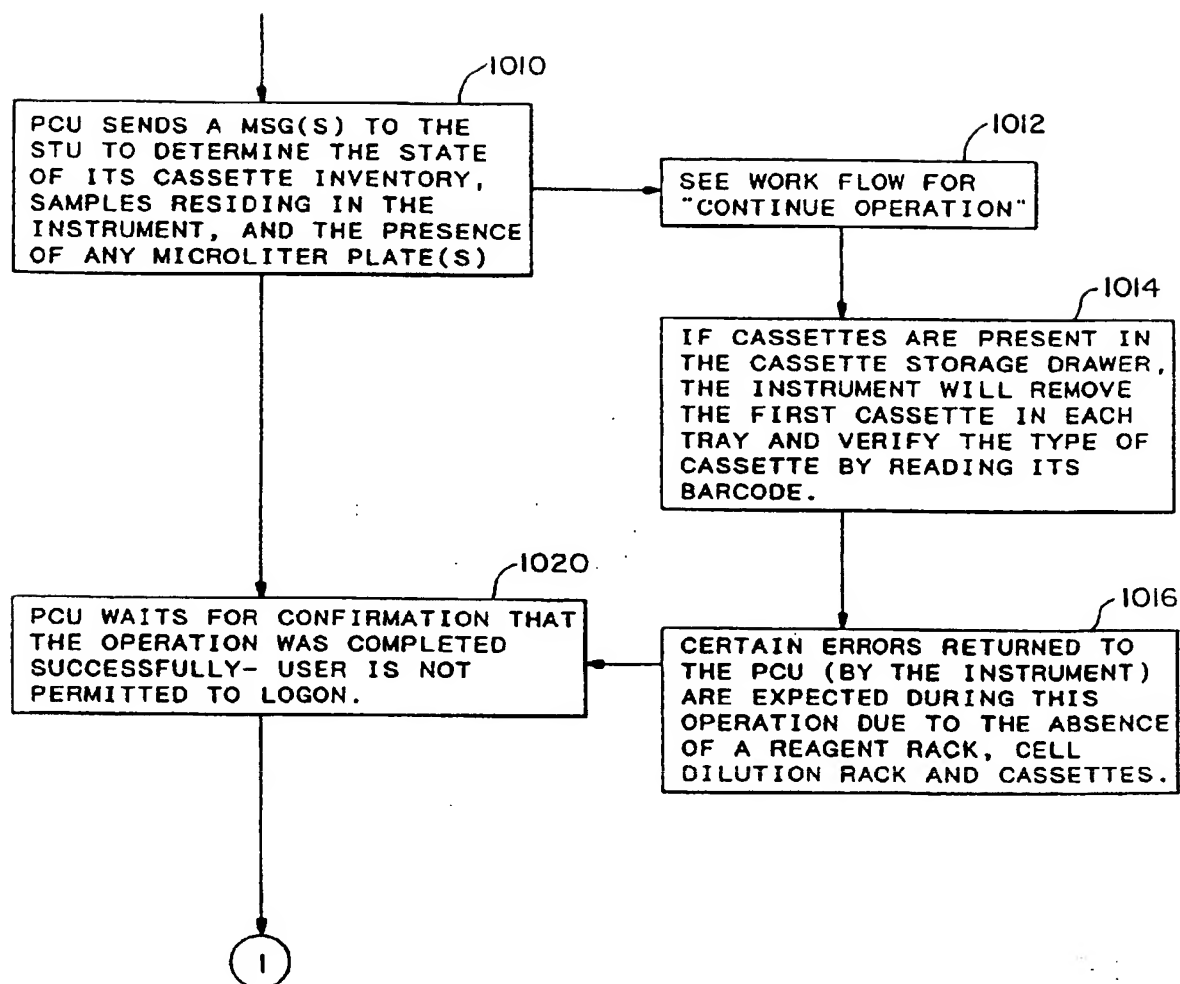 1010
PCU SENDS A MSG(S) TO THE
STU TO DETERMINE THE STATE
OF ITS CASSETTE INVENTORY,
SAMPLES RESIDING IN THE
INSTRUMENT, AND THE PRESENCE
OF ANY MICROLITER PLATE(S)
1012
SEE WORK FLOW FOR
"CONTINUE OPERATION"
1014
IF CASSETTES ARE PRESENT IN
THE CASSETTE STORAGE DRAWER,
THE INSTRUMENT WILL REMOVE
THE FIRST CASSETTE IN EACH
TRAY AND VERIFY THE TYPE OF
CASSETTE BY READING ITS
BARCODE.
1016
CERTAIN ERRORS RETURNED TO
THE PCU (BY THE INSTRUMENT)
ARE EXPECTED DURING THIS
OPERATION DUE TO THE ABSENCE
OF A REAGENT RACK, CELL
DILUTION RACK AND CASSETTES.
1020
PCU WAITS FOR CONFIRMATION THAT
THE OPERATION WAS COMPLETED
SUCCESSFULLY- USER IS NOT
PERMITTED TO LOGON.
1